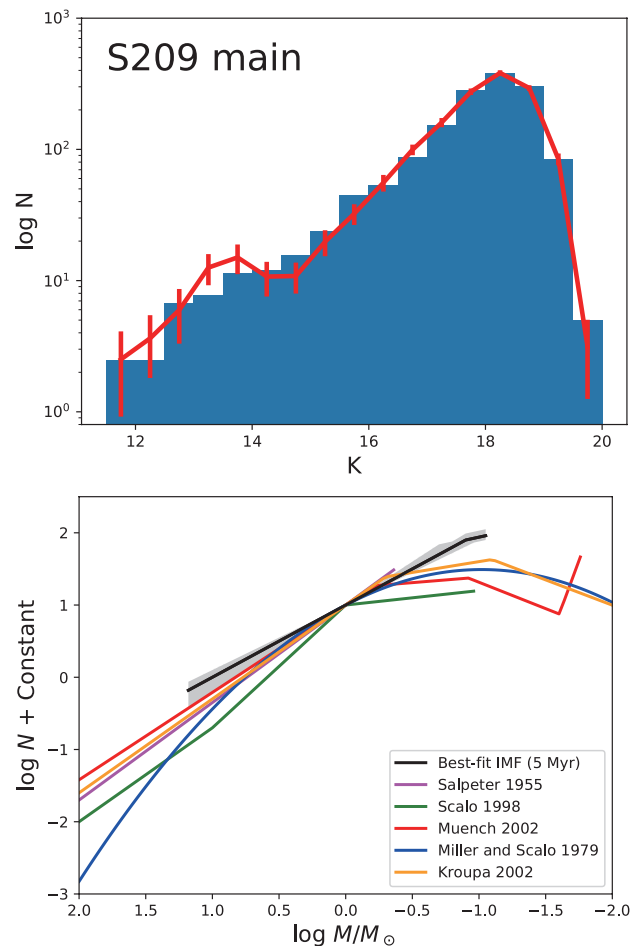 S209 main
10³
10²
10¹
10⁰
log N
12 14 16 18 20
K
2
1
0
−1
−2
−3
log N + Constant
Best-fit IMF (5 Myr)
Salpeter 1955
Scalo 1998
Muench 2002
Miller and Scalo 1979
Kroupa 2002
2.0 1.5 1.0 0.5 0.0 −0.5 −1.0 −1.5 −2.0
log M/M⊙